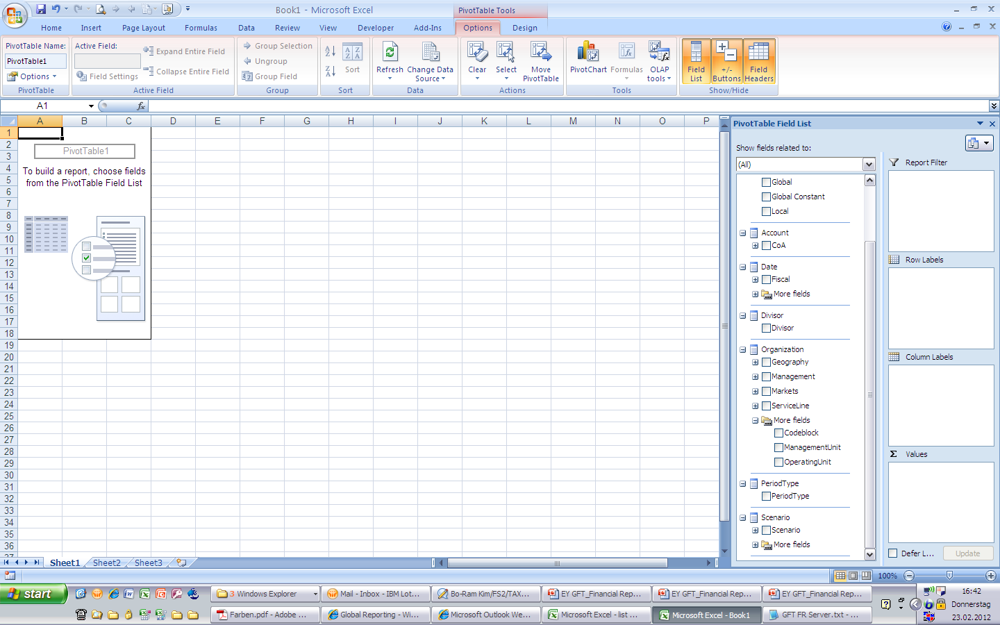 Book1 - Microsoft Excel
PivotTable Tools
Home Insert Page Layout Formulas Data Review View Developer Add-Ins Options Design
PivotTable Name:
PivotTable1
Options
PivotTable
Active Field:
Field Settings
Expand Entire Field
Collapse Entire Field
Active Field
Group Selection
Ungroup
Group Field
Group
Sort
Sort
Refresh
Change Data Source
Data
Clear
Select
Move PivotTable
Actions
PivotChart
Formulas
OLAP tools
Tools
Field List
+/- Buttons
Field Headers
Show/Hide
A1
fx
A B C D E F G H I J K L M N O P
1
2
3
4
5
6
7
8
9
10
11
12
13
14
15
16
17
18
19
20
21
22
23
24
25
26
27
28
29
30
31
32
33
34
35
36
37
PivotTable1
To build a report, choose fields
from the PivotTable Field List
PivotTable Field List
Show fields related to:
(All)
Global
Global Constant
Local
Account
CoA
Date
Fiscal
More fields
Divisor
Divisor
Organization
Geography
Management
Markets
ServiceLine
More fields
Codeblock
ManagementUnit
OperatingUnit
PeriodType
PeriodType
Scenario
Scenario
More fields
Report Filter
Row Labels
Column Labels
Σ Values
Defer L... Update
Sheet1 Sheet2 Sheet3
100%
start
3 Windows Explorer
Mail - Inbox - IBM Lot...
Bo-Ram Kim/FS2/TAX...
EY GFT_Financial Rep...
EY GFT_Financial Rep...
EY GFT_Financial Rep...
16:42
Farben.pdf - Adobe ...
Global Reporting - Wi...
Microsoft Outlook We...
Microsoft Excel - list ...
Microsoft Excel - Book1
GFT FR Server.txt - ...
Donnerstag
23.02.2012